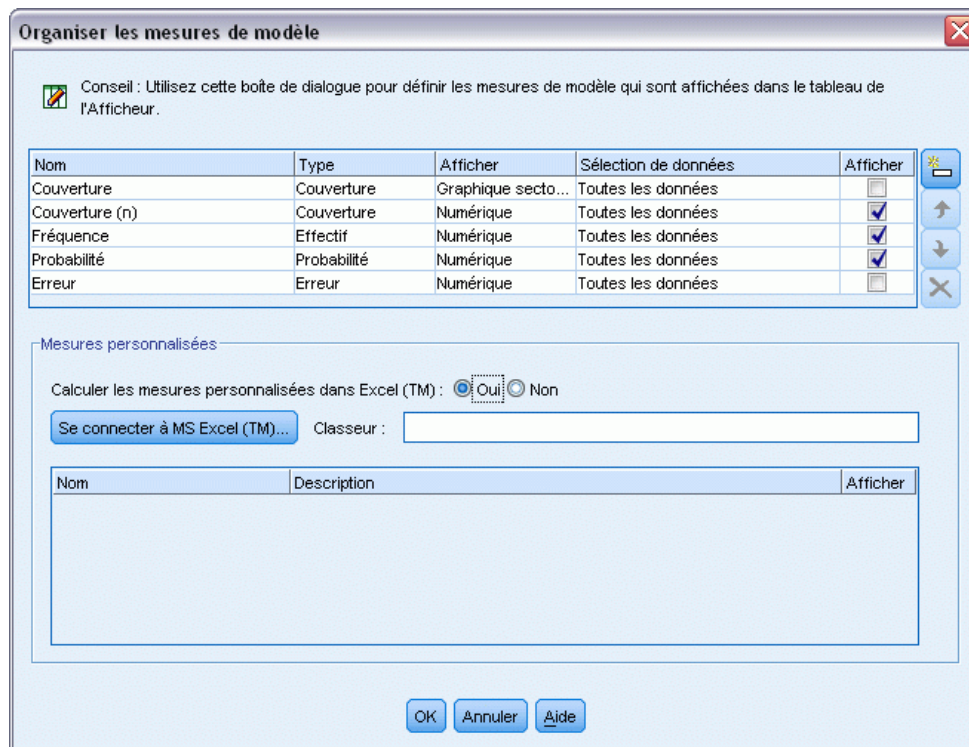 Organiser les mesures de modèle
Conseil : Utilisez cette boîte de dialogue pour définir les mesures de modèle qui sont affichées dans le tableau de
l'Afficheur.
Nom Type Afficher Sélection de données Afficher
Couverture Couverture Graphique secto... Toutes les données
Couverture (n) Couverture Numérique Toutes les données
Fréquence Effectif Numérique Toutes les données
Probabilité Probabilité Numérique Toutes les données
Erreur Erreur Numérique Toutes les données
Mesures personnalisées
Calculer les mesures personnalisées dans Excel (TM) : Oui Non
Se connecter à MS Excel (TM)... Classeur :
Nom Description Afficher
OK Annuler Aide